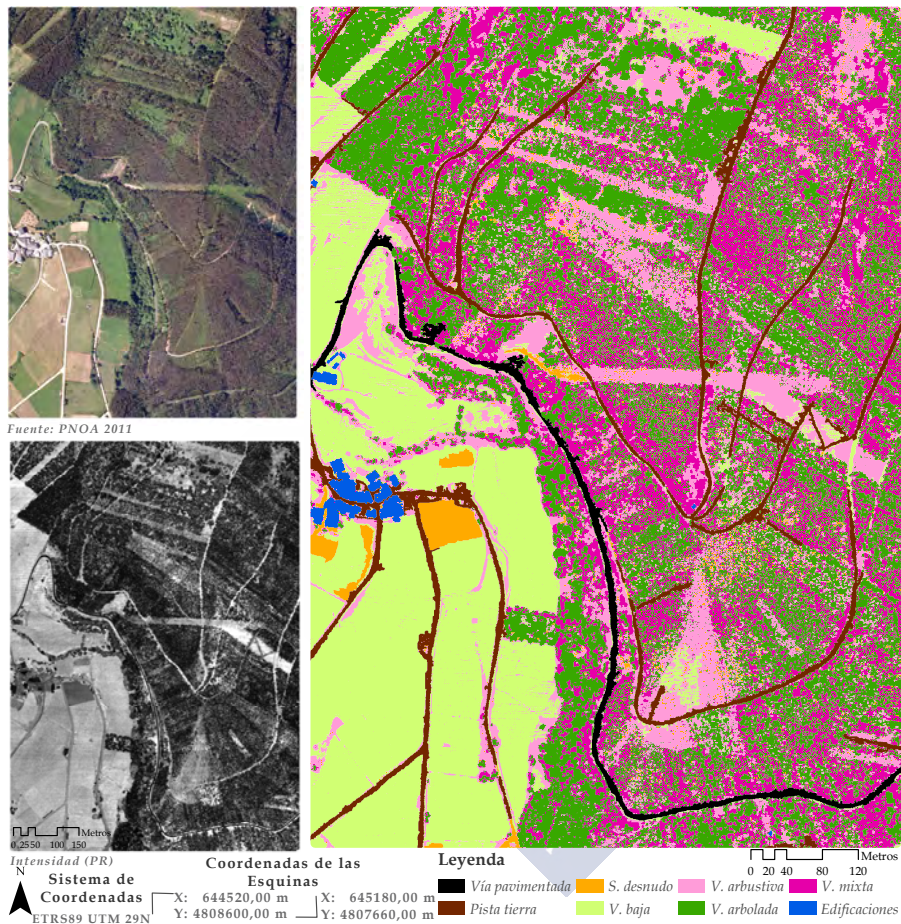 Fuente: PNOA 2011
Metros
0 25 50 100 150
Intensidad (PR)
N
Sistema de
Coordenadas
ETRS89 UTM 29N
Coordenadas de las
Esquinas
X: 644520,00 m
Y: 4808600,00 m
X: 645180,00 m
Y: 4807660,00 m
Leyenda
Metros
0 20 40 80 120
Vía pavimentada
S. desnudo
V. arbustiva
V. mixta
Pista tierra
V. baja
V. arbolada
Edificaciones